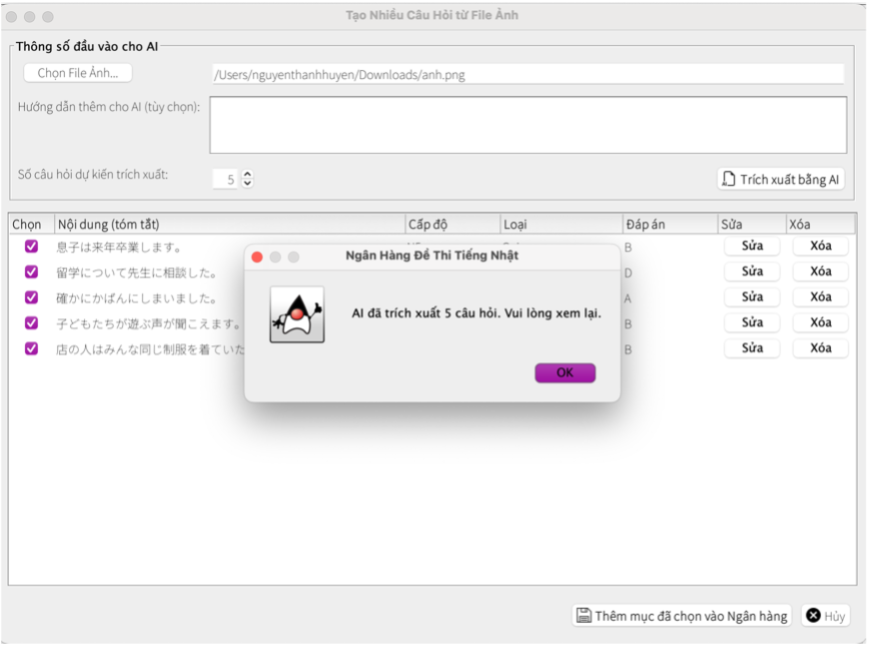 Tạo Nhiều Câu Hỏi từ File Ảnh
Thông số đầu vào cho AI
Chọn File Ảnh...
/Users/nguyenthanhhuyen/Downloads/anh.png
Hướng dẫn thêm cho AI (tùy chọn):
Số câu hỏi dự kiến trích xuất:
5
Trích xuất bằng AI
Chọn Nội dung (tóm tắt) Cấp độ Loại Đáp án Sửa Xóa
息子は来年卒業します。 B Sửa Xóa
留学について先生に相談した。 D Sửa Xóa
確かにかばんにしまいました。 A Sửa Xóa
子どもたちが遊ぶ声が聞こえます。 B Sửa Xóa
店の人はみんな同じ制服を着ていた B Sửa Xóa
Ngân Hàng Đề Thi Tiếng Nhật
AI đã trích xuất 5 câu hỏi. Vui lòng xem lại.
OK
Thêm mục đã chọn vào Ngân hàng
Hủy